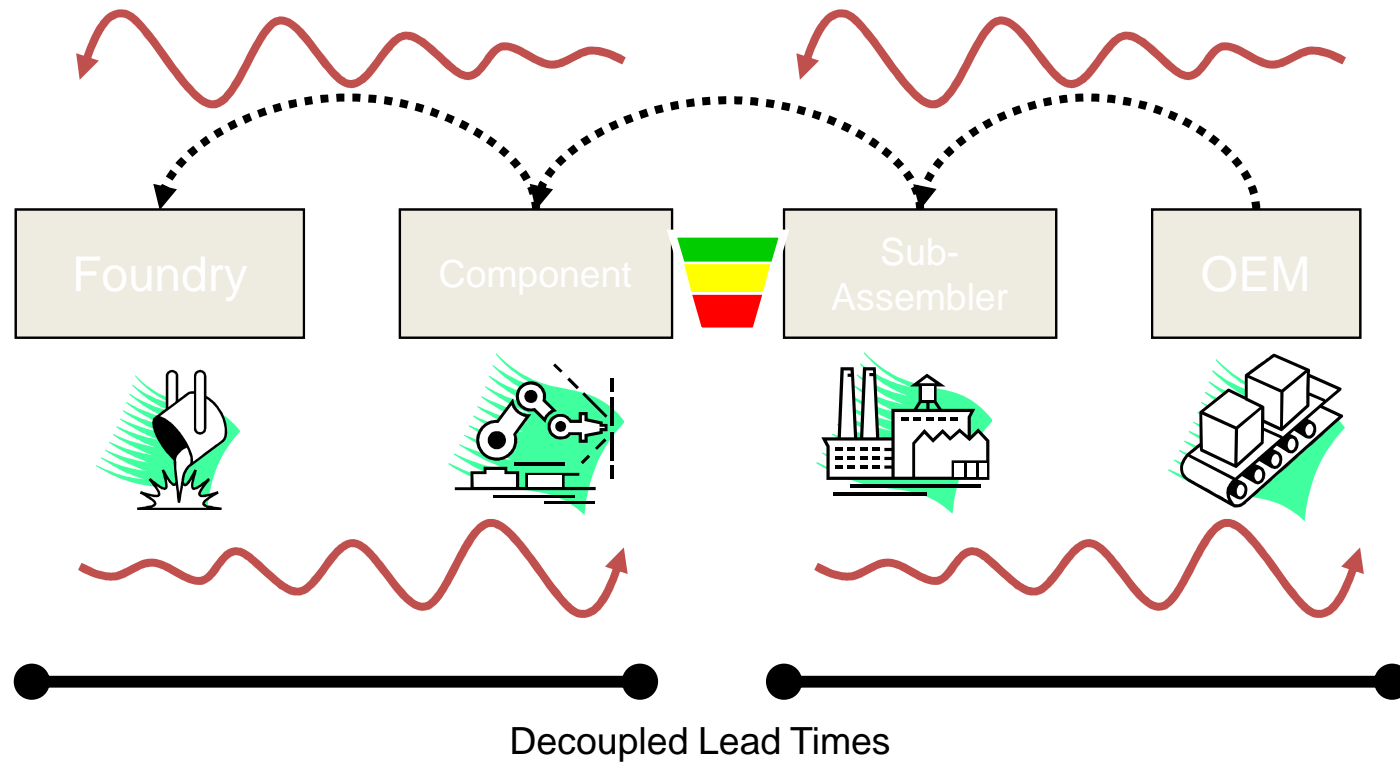 Foundry
Component
Sub-
Assembler
OEM
Decoupled Lead Times